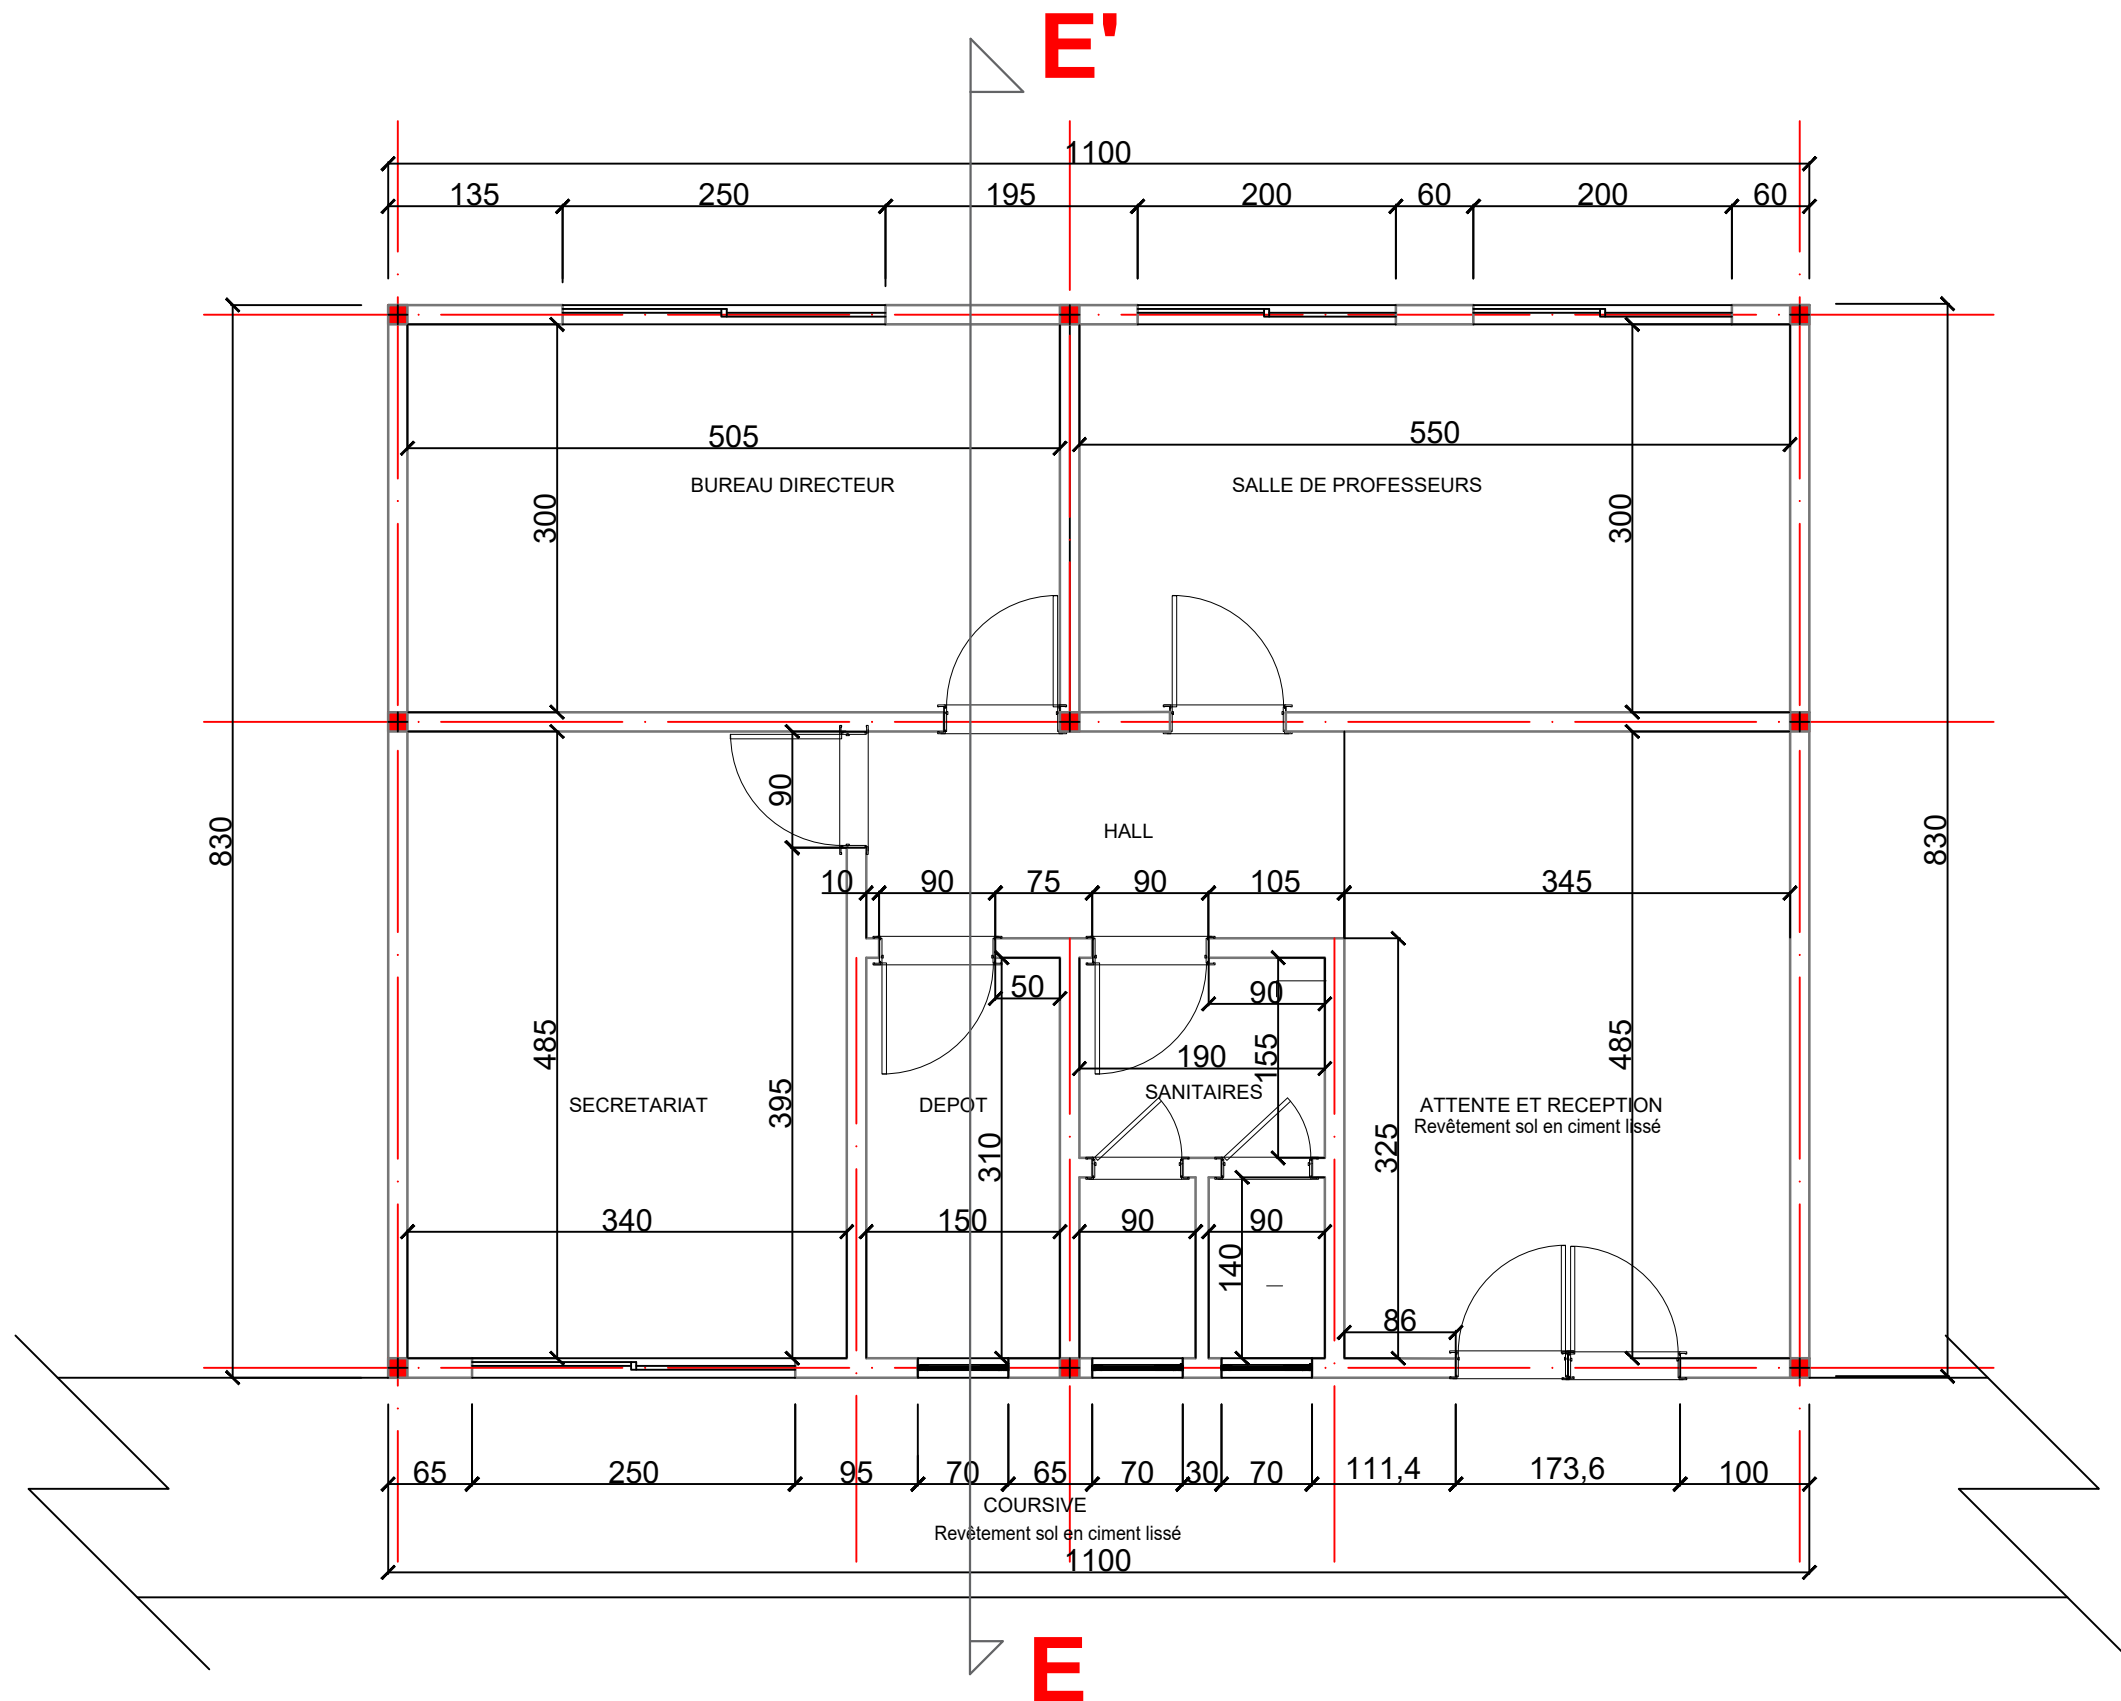 E'
1100
135 250 195 200 60 200 60
505 550
BUREAU DIRECTEUR SALLE DE PROFESSEURS
300 300
90
HALL
830 830
10 90 75 90 105 345
50 90
485 155 485
190
395
SECRETARIAT DEPOT SANITAIRES ATTENTE ET RECEPTION
Revêtement sol en ciment lissé
310 325
340 150 90 90
140
86
65 250 95 70 65 70 30 70 111,4 173,6 100
COURSIVE
Revêtement sol en ciment lissé
1100
E